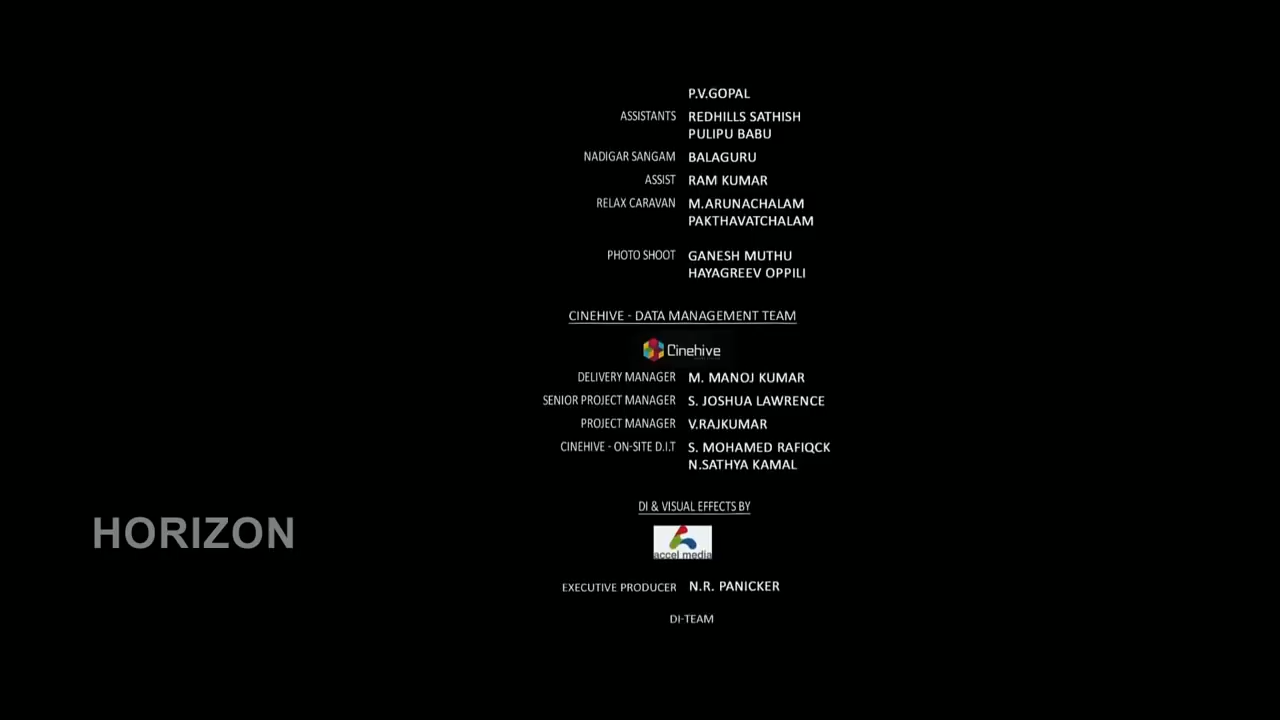 P.V.GOPAL
ASSISTANTS REDHILLS SATHISH
PULIPU BABU
NADIGAR SANGAM BALAGURU
ASSIST RAM KUMAR
RELAX CARAVAN M.ARUNACHALAM
PAKTHAVATCHALAM
PHOTO SHOOT GANESH MUTHU
HAYAGREEV OPPILI
CINEHIVE - DATA MANAGEMENT TEAM
Cinehive
DELIVERY MANAGER M. MANOJ KUMAR
SENIOR PROJECT MANAGER S. JOSHUA LAWRENCE
PROJECT MANAGER V.RAJKUMAR
CINEHIVE - ON-SITE D.I.T S. MOHAMED RAFIQCK
N.SATHYA KAMAL
DI & VISUAL EFFECTS BY
HORIZON
accel media
EXECUTIVE PRODUCER N.R. PANICKER
DI-TEAM